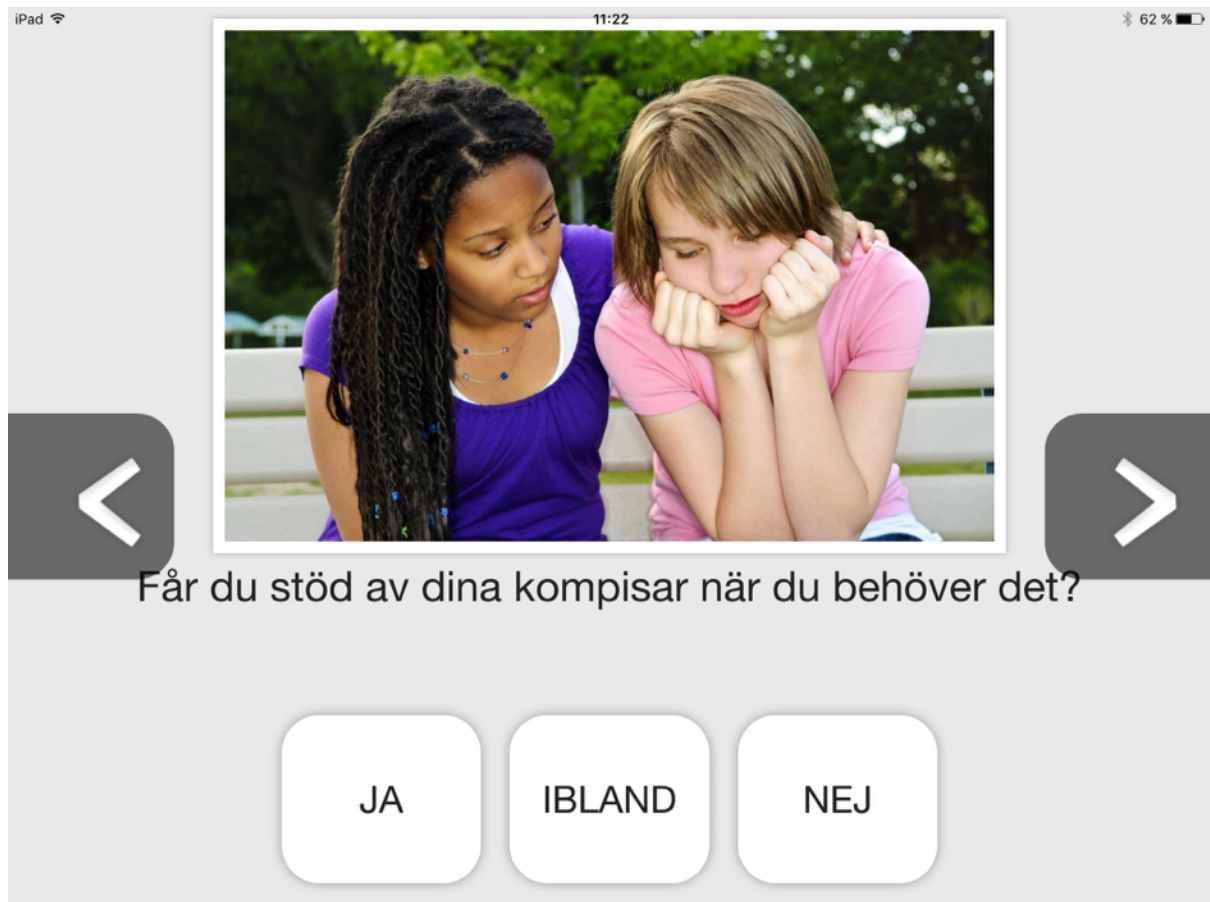 iPad 11:22 62 %
Får du stöd av dina kompisar när du behöver det?
JA IBLAND NEJ